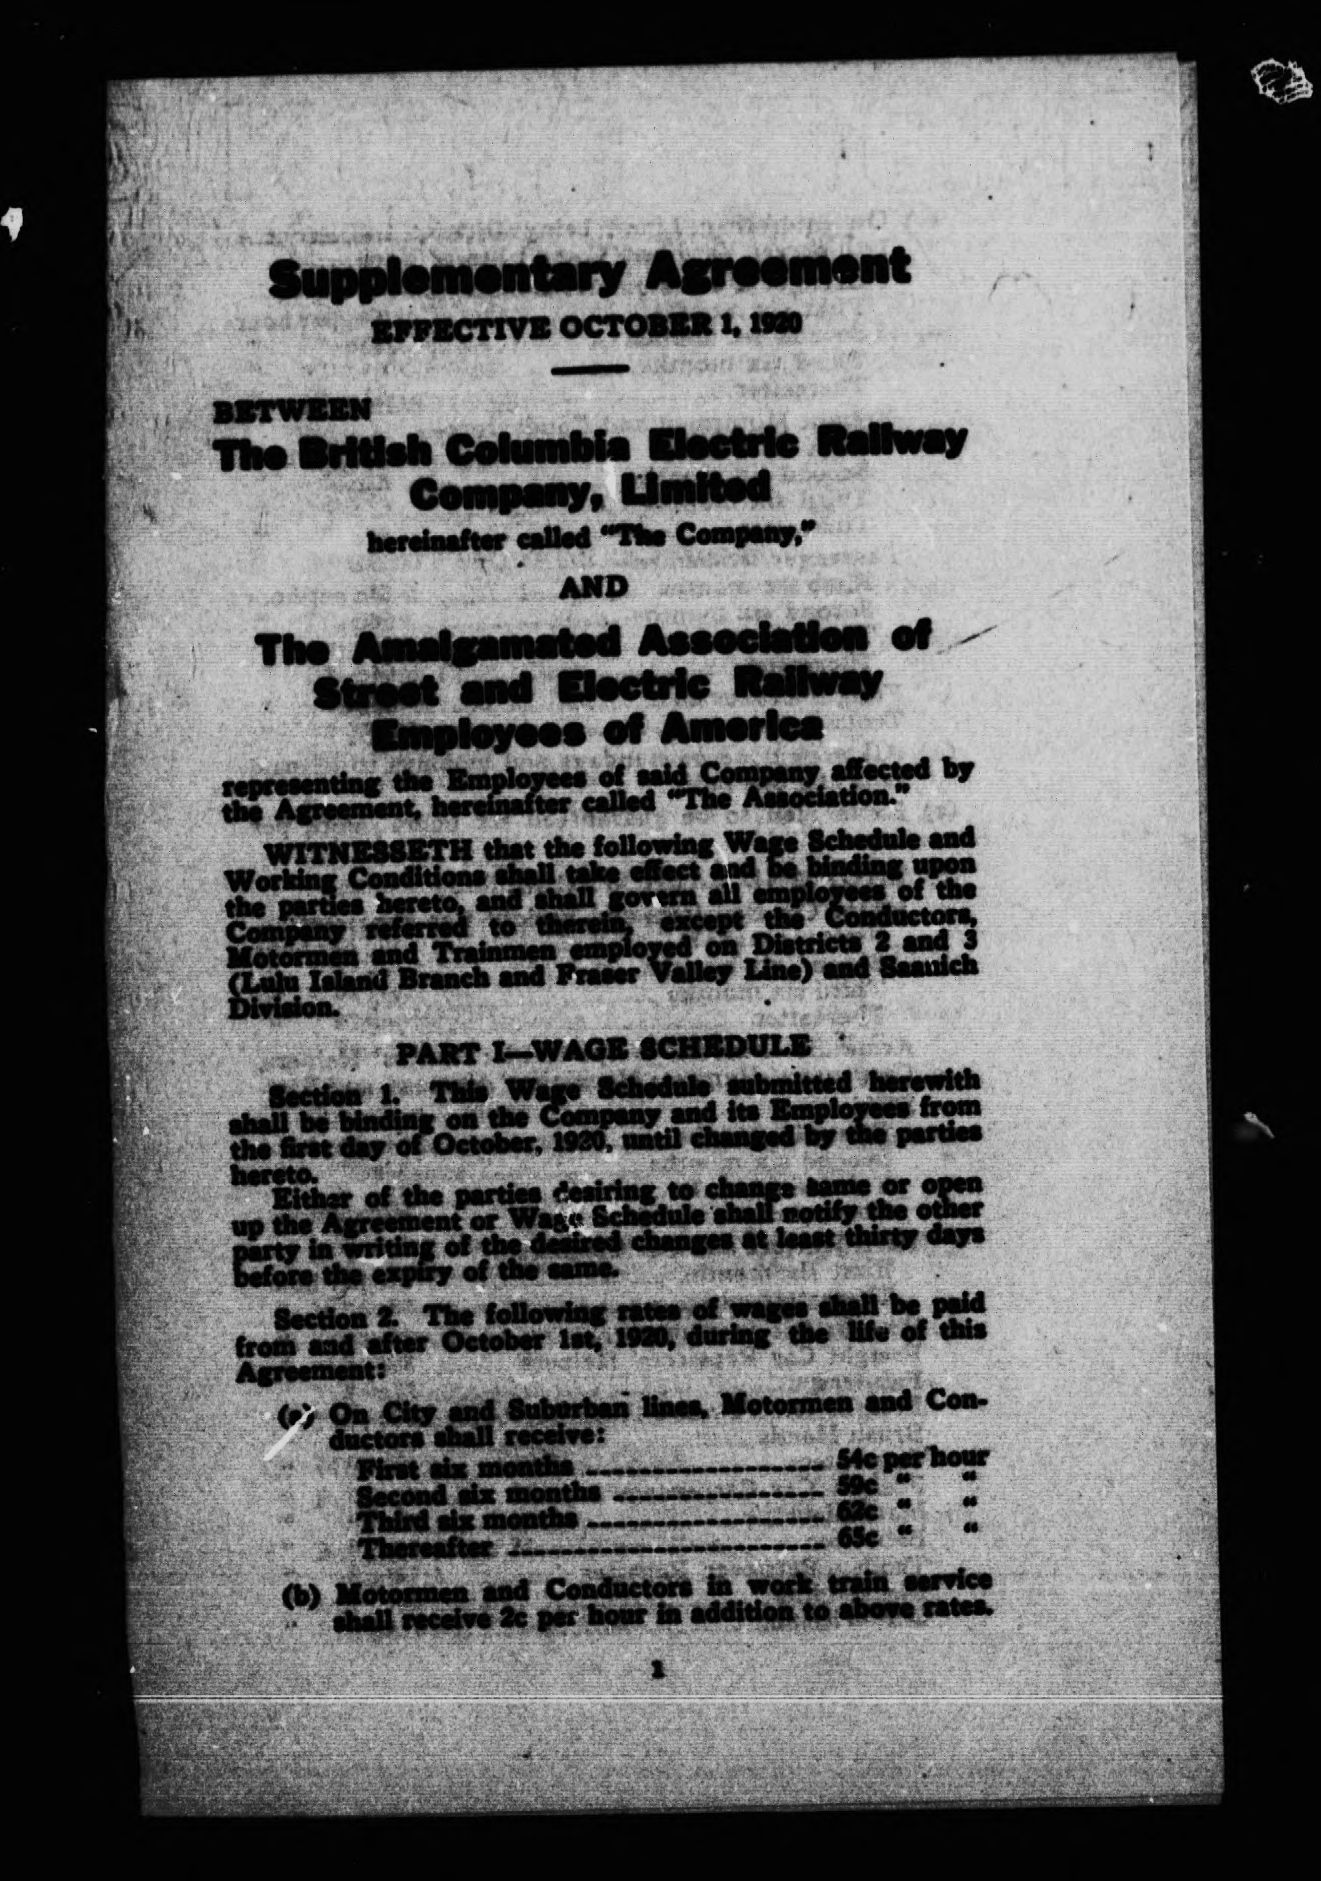 Supplementary Agreement
EFFECTIVE OCTOBER 1, 1920
BETWEEN
The British Columbia Electric Railway
Company, Limited
hereinafter called "The Company,"
AND
The Amalgamated Association of
Street and Electric Railway
Employees of America
representing the Employees of said Company affected by
the Agreement, hereinafter called "The Association."
WITNESSETH that the following Wage Schedule and
Working Conditions shall take effect and be binding upon
the parties hereto, and shall govern all employees of the
Company referred to therein, except the Conductors,
Motormen and Trainmen employed on Districts 2 and 3
(Lulu Island Branch and Fraser Valley Line) and Saanich
Division.
PART I—WAGE SCHEDULE
Section 1. This Wage Schedule submitted herewith
shall be binding on the Company and its Employees from
the first day of October, 1920, until changed by the parties
hereto.
Either of the parties desiring to change same or open
up the Agreement or Wage Schedule shall notify the other
party in writing of the desired changes at least thirty days
before the expiry of the same.
Section 2. The following rates of wages shall be paid
from and after October 1st, 1920, during the life of this
Agreement:
(a) On City and Suburban lines, Motormen and Con-
ductors shall receive:
First six months ---------------------- 54c per hour
Second six months ------------------- 59c " "
Third six months ---------------------- 62c " "
Thereafter ----------------------------- 65c " "
(b) Motormen and Conductors in work train service
shall receive 2c per hour in addition to above rates.
1